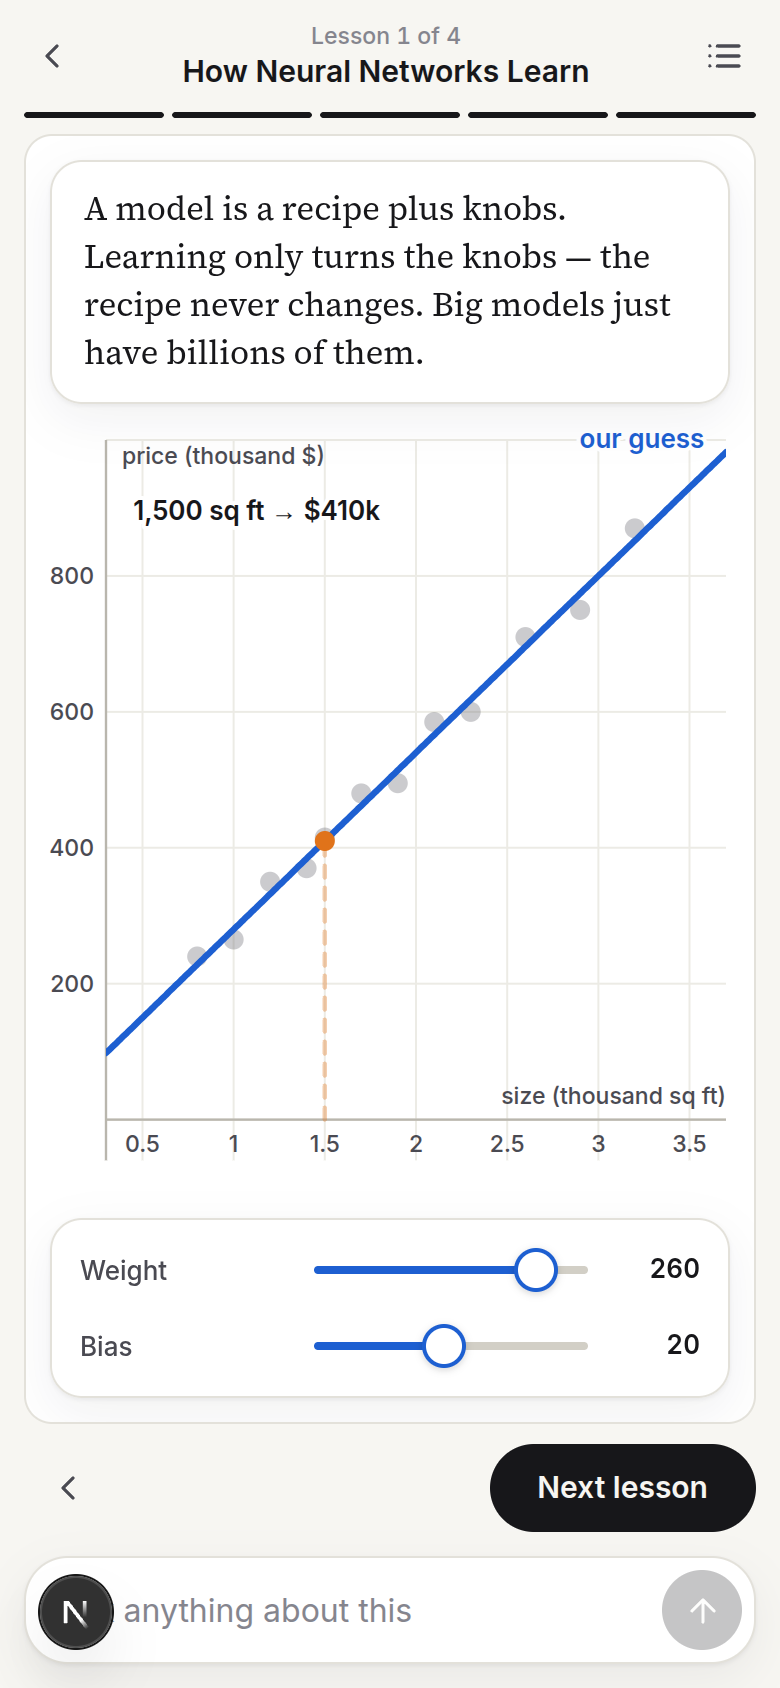 Lesson 1 of 4
How Neural Networks Learn
A model is a recipe plus knobs.
Learning only turns the knobs — the
recipe never changes. Big models just
have billions of them.
our guess
price (thousand $)
1,500 sq ft → $410k
800
600
400
200
size (thousand sq ft)
0.5 1 1.5 2 2.5 3 3.5
Weight 260
Bias 20
Next lesson
N anything about this